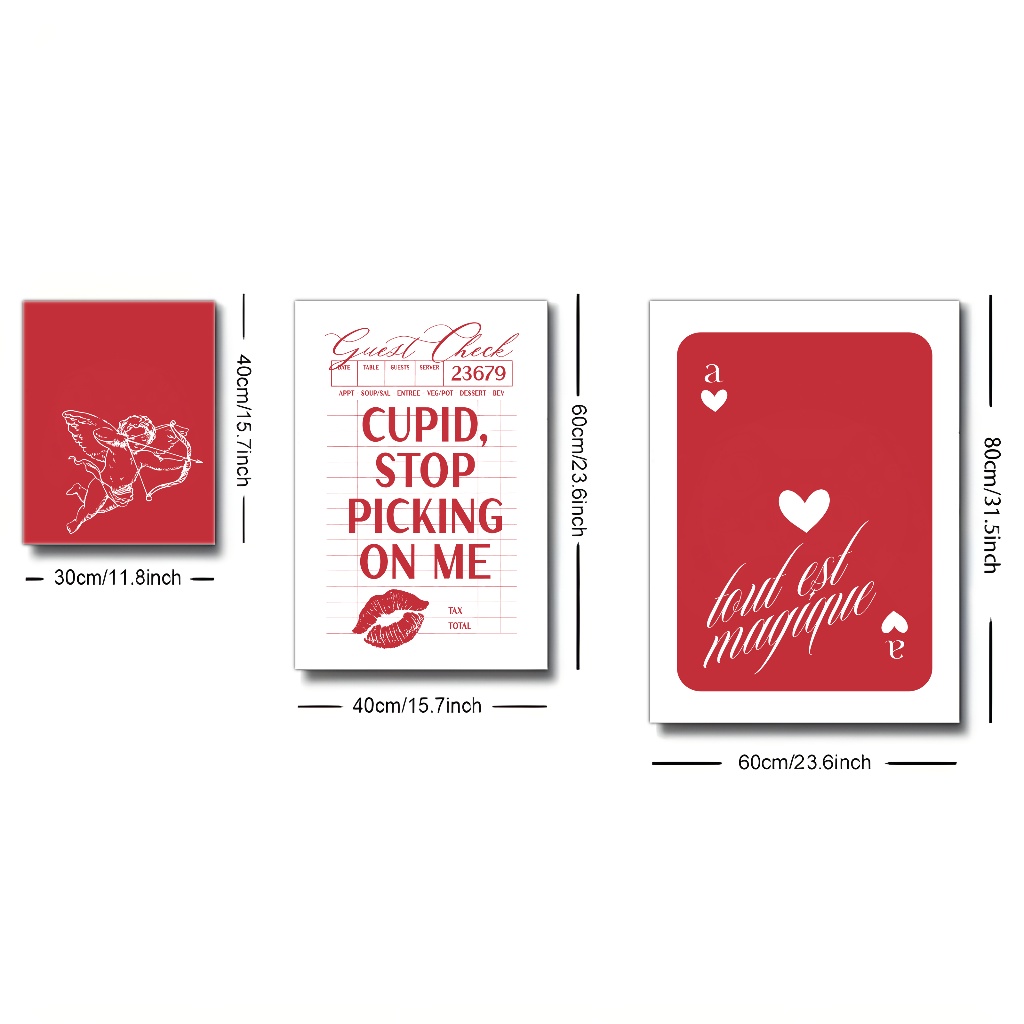 40cm/15.7inch
30cm/11.8inch
Guest Check
DATE TABLE GUESTS SERVER 23679
APPT SOUP/SAL ENTREE VEG/POT DESSERT BEV
CUPID,
STOP
PICKING
ON ME
TAX
TOTAL
60cm/23.6inch
40cm/15.7inch
a
tout est
magique
a
80cm/31.5inch
60cm/23.6inch